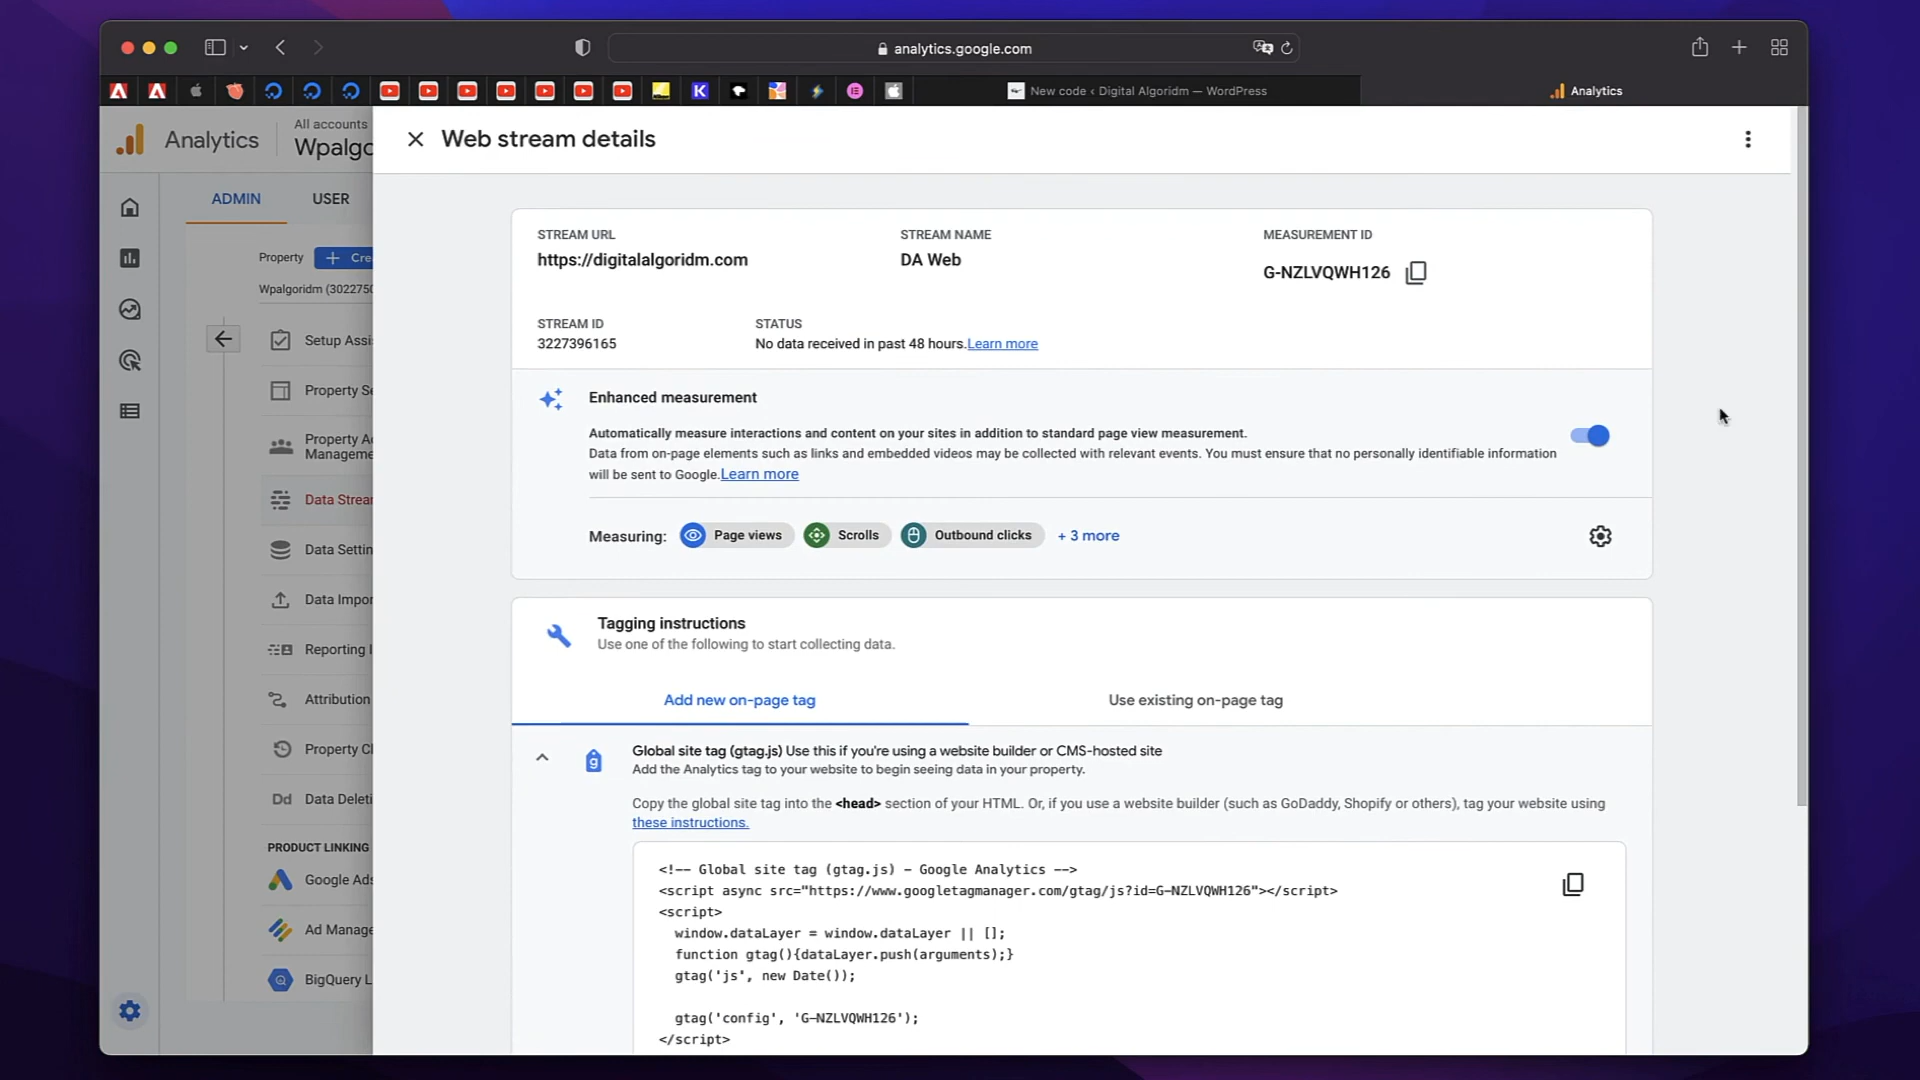 analytics.google.com
New code ‹ Digital Algoridm — WordPress
Analytics
Analytics
All accounts
Wpalgo
Web stream details
ADMIN
USER
Property
Cre
Wpalgoridm (3022750
Setup Assi
Property Se
Property Ac
Manageme
Data Strear
Data Settin
Data Impor
Reporting I
Attribution
Property Cl
Dd
Data Deleti
PRODUCT LINKING
Google Ads
Ad Manage
BigQuery L
STREAM URL
https://digitalalgoridm.com
STREAM NAME
DA Web
MEASUREMENT ID
G-NZLVQWH126
STREAM ID
3227396165
STATUS
No data received in past 48 hours.Learn more
Enhanced measurement
Automatically measure interactions and content on your sites in addition to standard page view measurement.
Data from on-page elements such as links and embedded videos may be collected with relevant events. You must ensure that no personally identifiable information
will be sent to Google.Learn more
Measuring:
Page views
Scrolls
Outbound clicks
+ 3 more
Tagging instructions
Use one of the following to start collecting data.
Add new on-page tag
Use existing on-page tag
g
Global site tag (gtag.js) Use this if you're using a website builder or CMS-hosted site
Add the Analytics tag to your website to begin seeing data in your property.
Copy the global site tag into the <head> section of your HTML. Or, if you use a website builder (such as GoDaddy, Shopify or others), tag your website using
these instructions.
<!-- Global site tag (gtag.js) - Google Analytics -->
<script async src="https://www.googletagmanager.com/gtag/js?id=G-NZLVQWH126"></script>
<script>
window.dataLayer = window.dataLayer || [];
function gtag(){dataLayer.push(arguments);}
gtag('js', new Date());
gtag('config', 'G-NZLVQWH126');
</script>